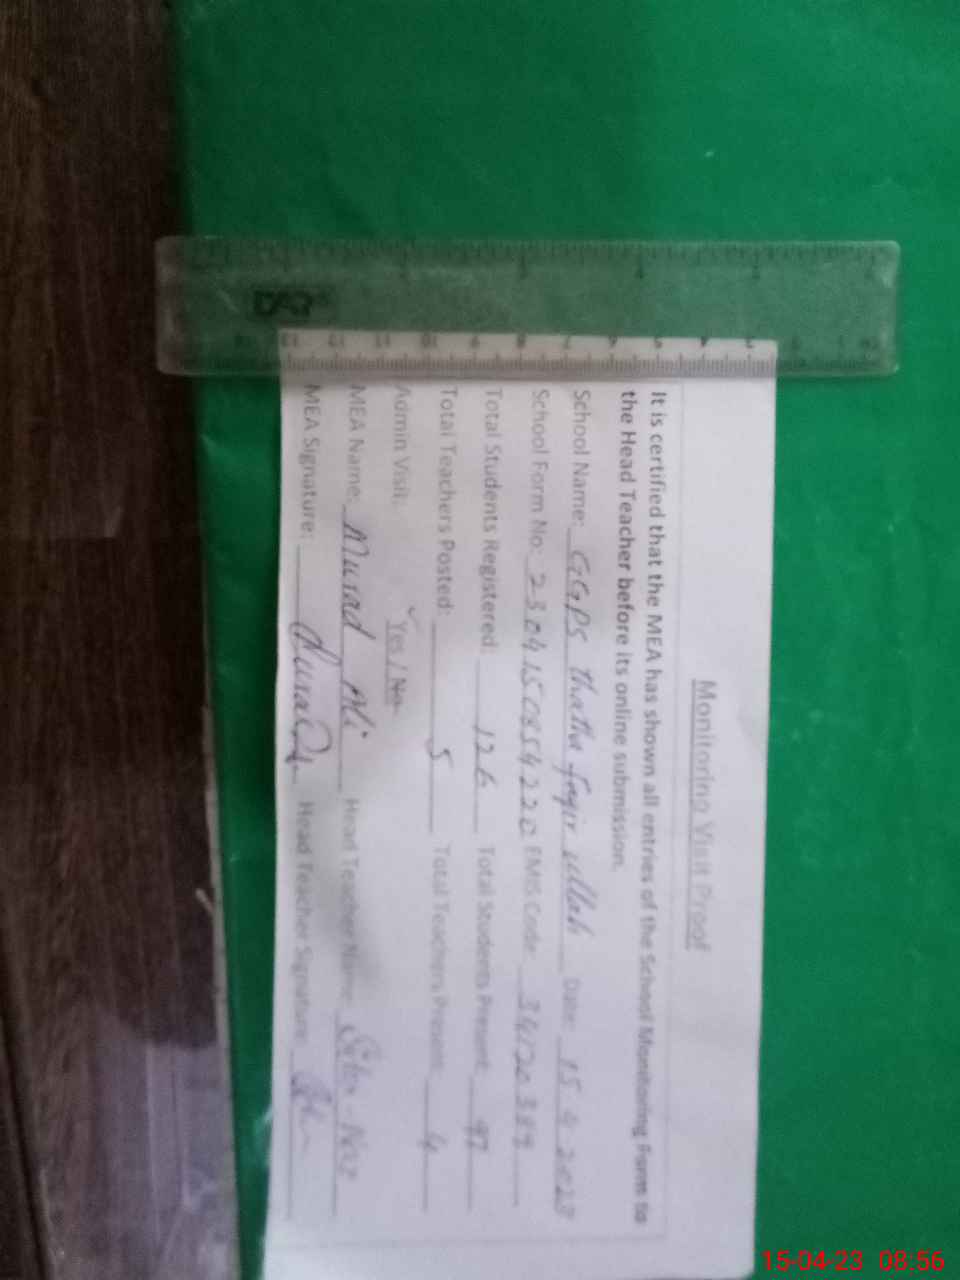 Monitoring Visit Proof
It is certified that the MEA has shown all entries of the School Monitoring Form to
the Head Teacher before its online submission.
School Name: GGPS thatha faqir ullah Date: 15 4 2023
School Form No: EMIS Code:
Total Students Registered: 126 Total Students Present: 97
Total Teachers Posted: 5 Total Teachers Present: 4
Admin Visit: Yes / No
MEA Name: Murad Ali Head Teacher Name:
MEA Signature: Head Teacher Signature:
15-04-23 08:56